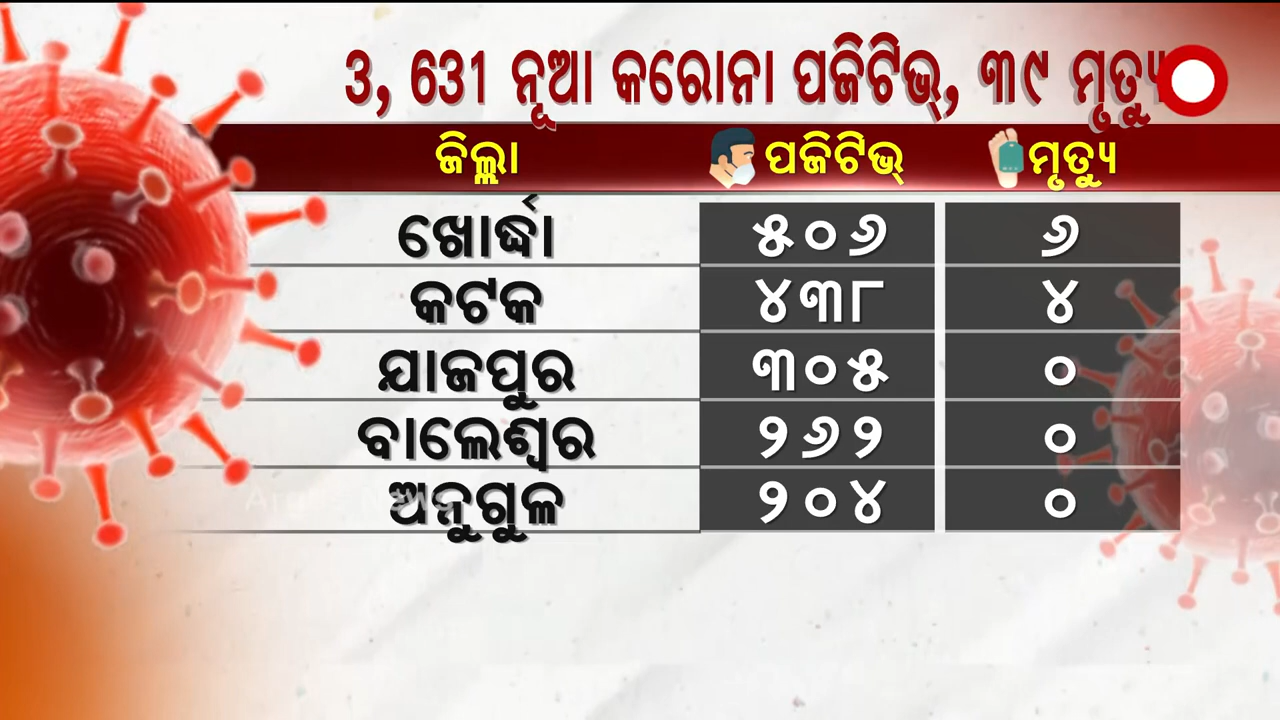 3, 631 ନୂଆ କରୋନା ପଜିଟିଭ୍, ୩୯ ମୃତ୍ୟୁ
ଜିଲ୍ଲା ପଜିଟିଭ୍ ମୃତ୍ୟୁ
ଖୋର୍ଦ୍ଧା ୫୦୬ ୬
କଟକ ୪୩୮ ୪
ଯାଜପୁର ୩୦୫ ୦
ବାଲେଶ୍ୱର ୨୬୨ ୦
ଅନୁଗୁଳ ୨୦୪ ୦